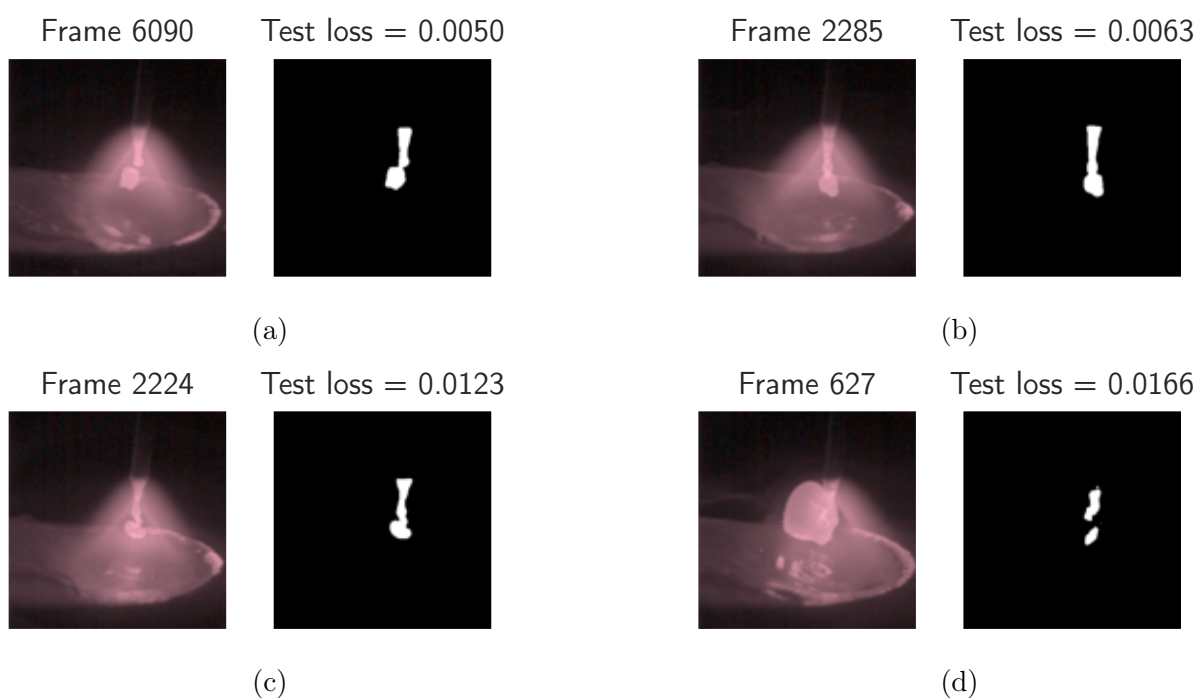 Frame 6090 Test loss = 0.0050 Frame 2285 Test loss = 0.0063
(a) (b)
Frame 2224 Test loss = 0.0123 Frame 627 Test loss = 0.0166
(c) (d)